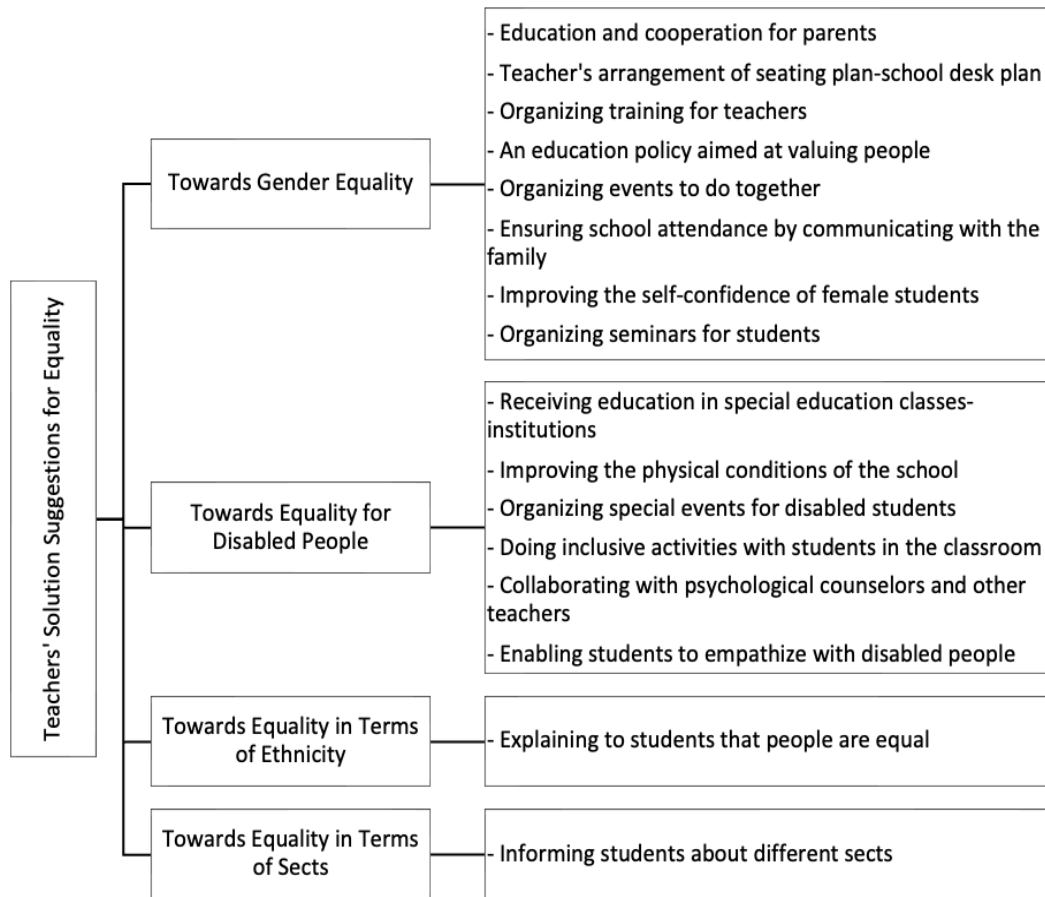 Teachers' Solution Suggestions for Equality
Towards Gender Equality
- Education and cooperation for parents
- Teacher's arrangement of seating plan-school desk plan
- Organizing training for teachers
- An education policy aimed at valuing people
- Organizing events to do together
- Ensuring school attendance by communicating with the
family
- Improving the self-confidence of female students
- Organizing seminars for students
Towards Equality for
Disabled People
- Receiving education in special education classes-
institutions
- Improving the physical conditions of the school
- Organizing special events for disabled students
- Doing inclusive activities with students in the classroom
- Collaborating with psychological counselors and other
teachers
- Enabling students to empathize with disabled people
Towards Equality in Terms
of Ethnicity
- Explaining to students that people are equal
Towards Equality in Terms
of Sects
- Informing students about different sects